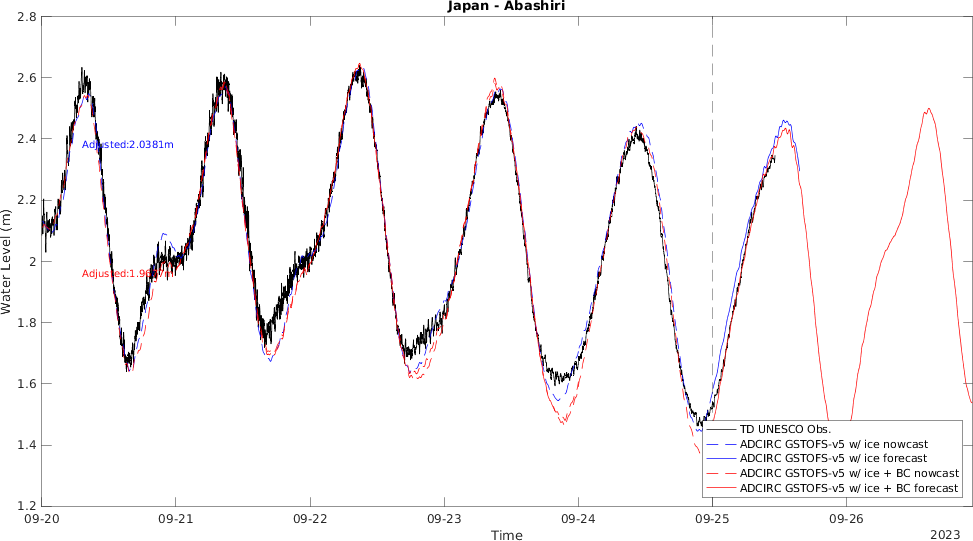 Japan - Abashiri
2.8
2.6
2.4
2.2
2
1.8
1.6
1.4
1.2
Water Level (m)
Adjusted:2.0381m
09-20
09-21
09-22
09-23
09-24
09-25
09-26
Time
2023
TD UNESCO Obs.
ADCIRC GSTOFS-v5 w/ ice nowcast
ADCIRC GSTOFS-v5 w/ ice forecast
ADCIRC GSTOFS-v5 w/ ice + BC nowcast
ADCIRC GSTOFS-v5 w/ ice + BC forecast